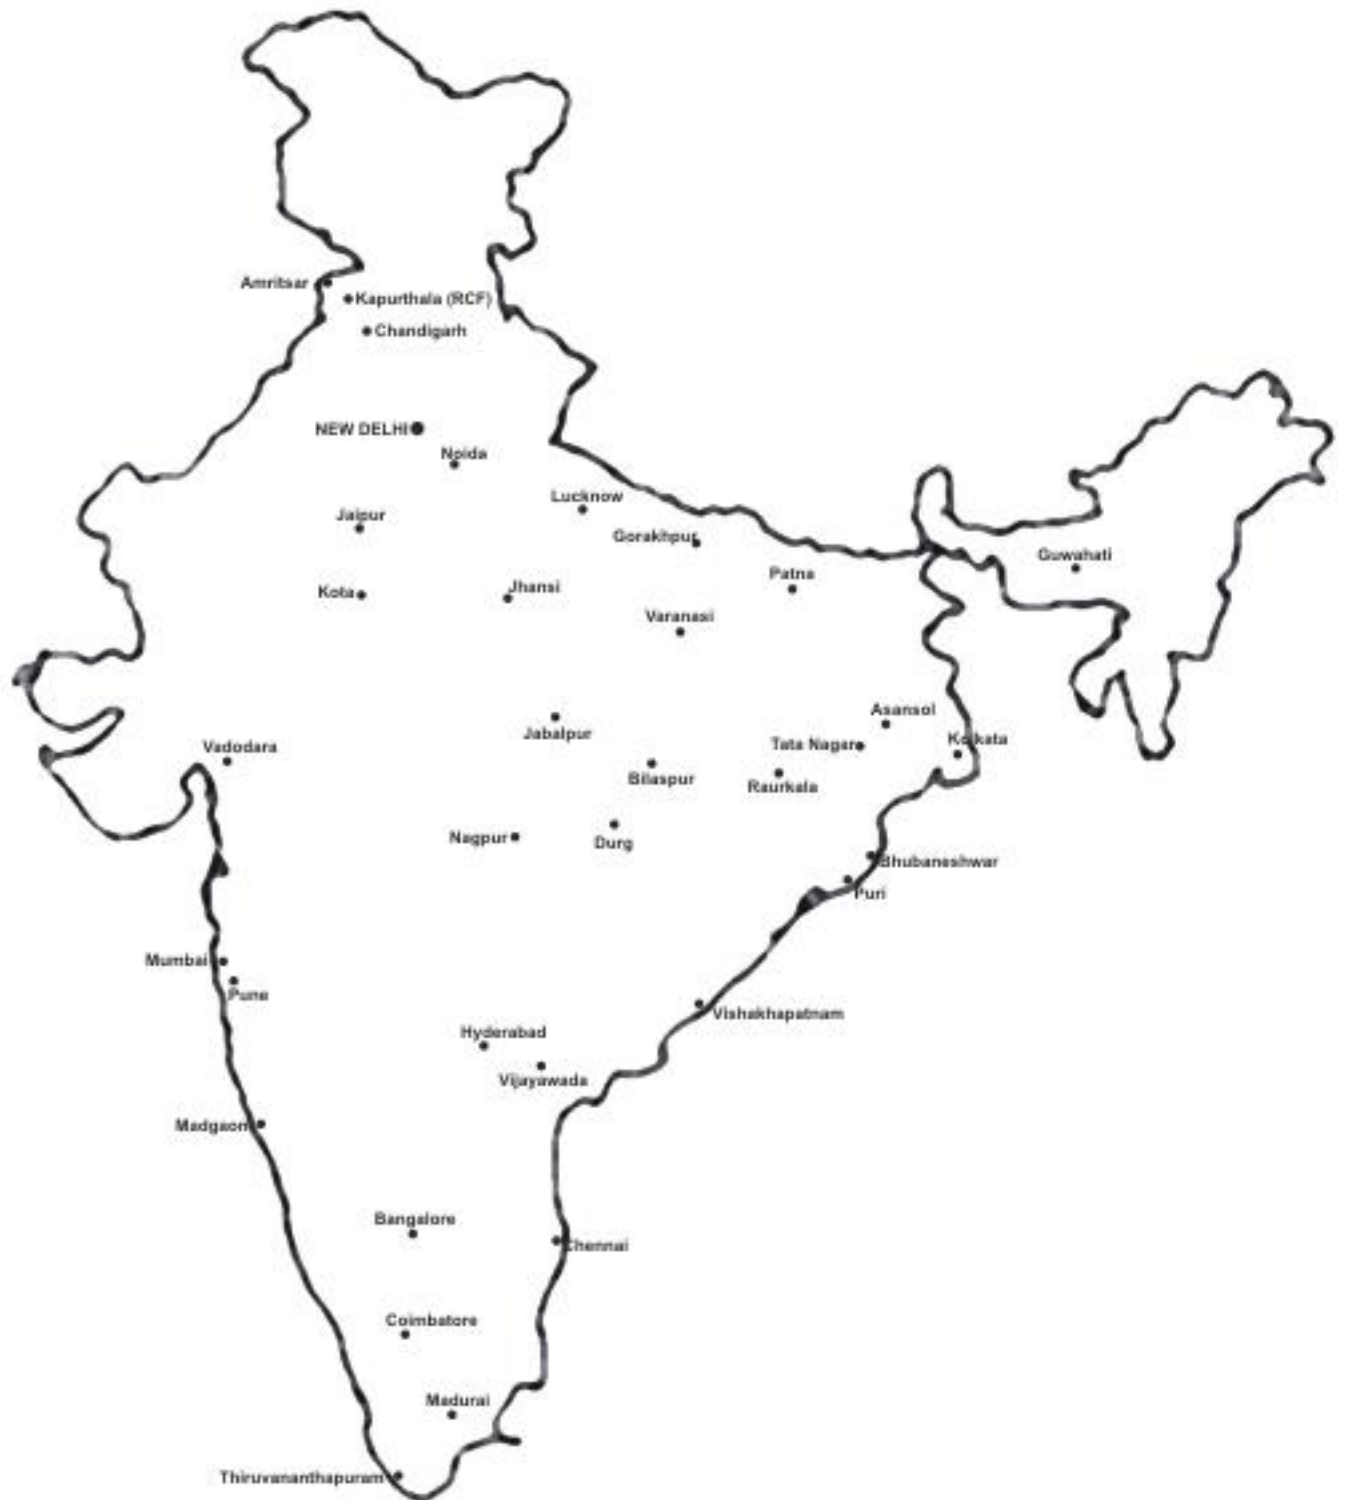 Amritsar
Kapurthala (RCF)
Chandigarh
NEW DELHI
Noida
Lucknow
Jaipur
Gorakhpur
Guwahati
Patna
Kota
Jhansi
Varanasi
Asansol
Jabalpur
Kolkata
Tata Nagar
Vadodara
Bilaspur
Raurkala
Nagpur
Durg
Bhubaneshwar
Puri
Mumbai
Pune
Vishakhapatnam
Hyderabad
Vijayawada
Madgaon
Bangalore
Chennai
Coimbatore
Madurai
Thiruvananthapuram